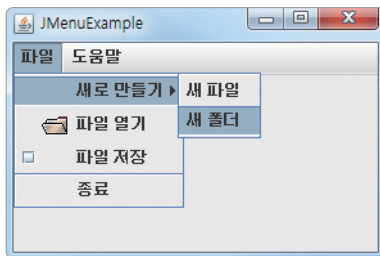 JMenuExample
파일 도움말
새로 만들기 새 파일
파일 열기 새 폴더
파일 저장
종료